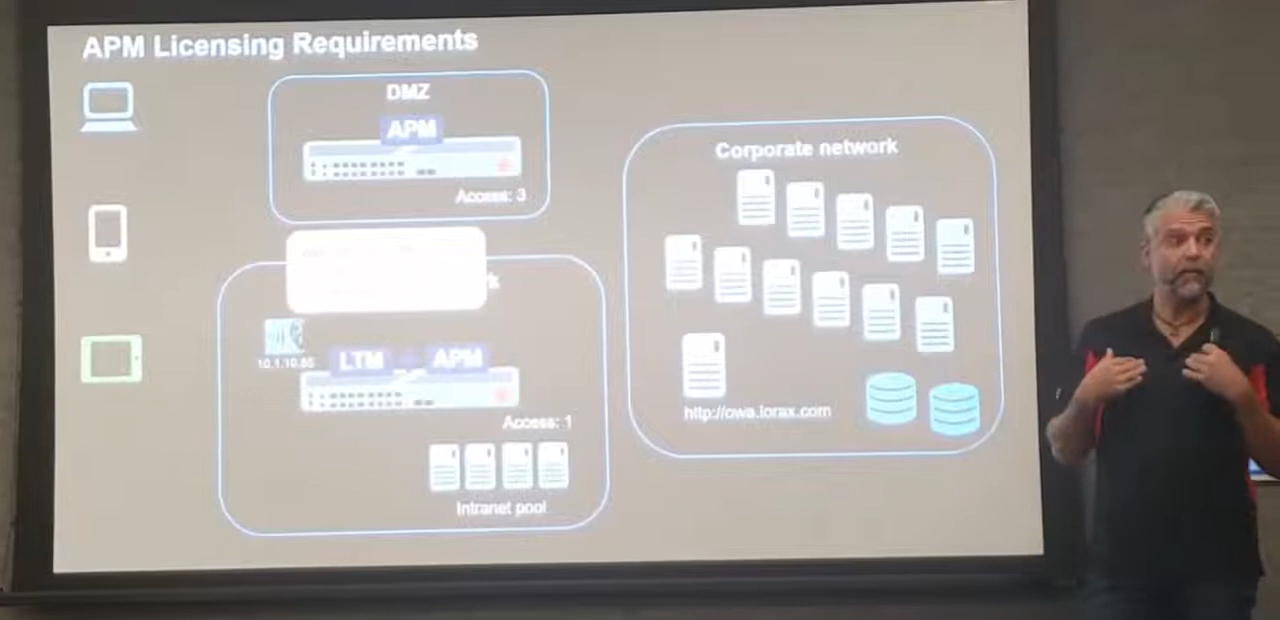 APM Licensing Requirements
DMZ
APM
Access: 3
Corporate network
http://owa.lorax.com
10.1.10.85
LTM
APM
Access: 1
Intranet pool